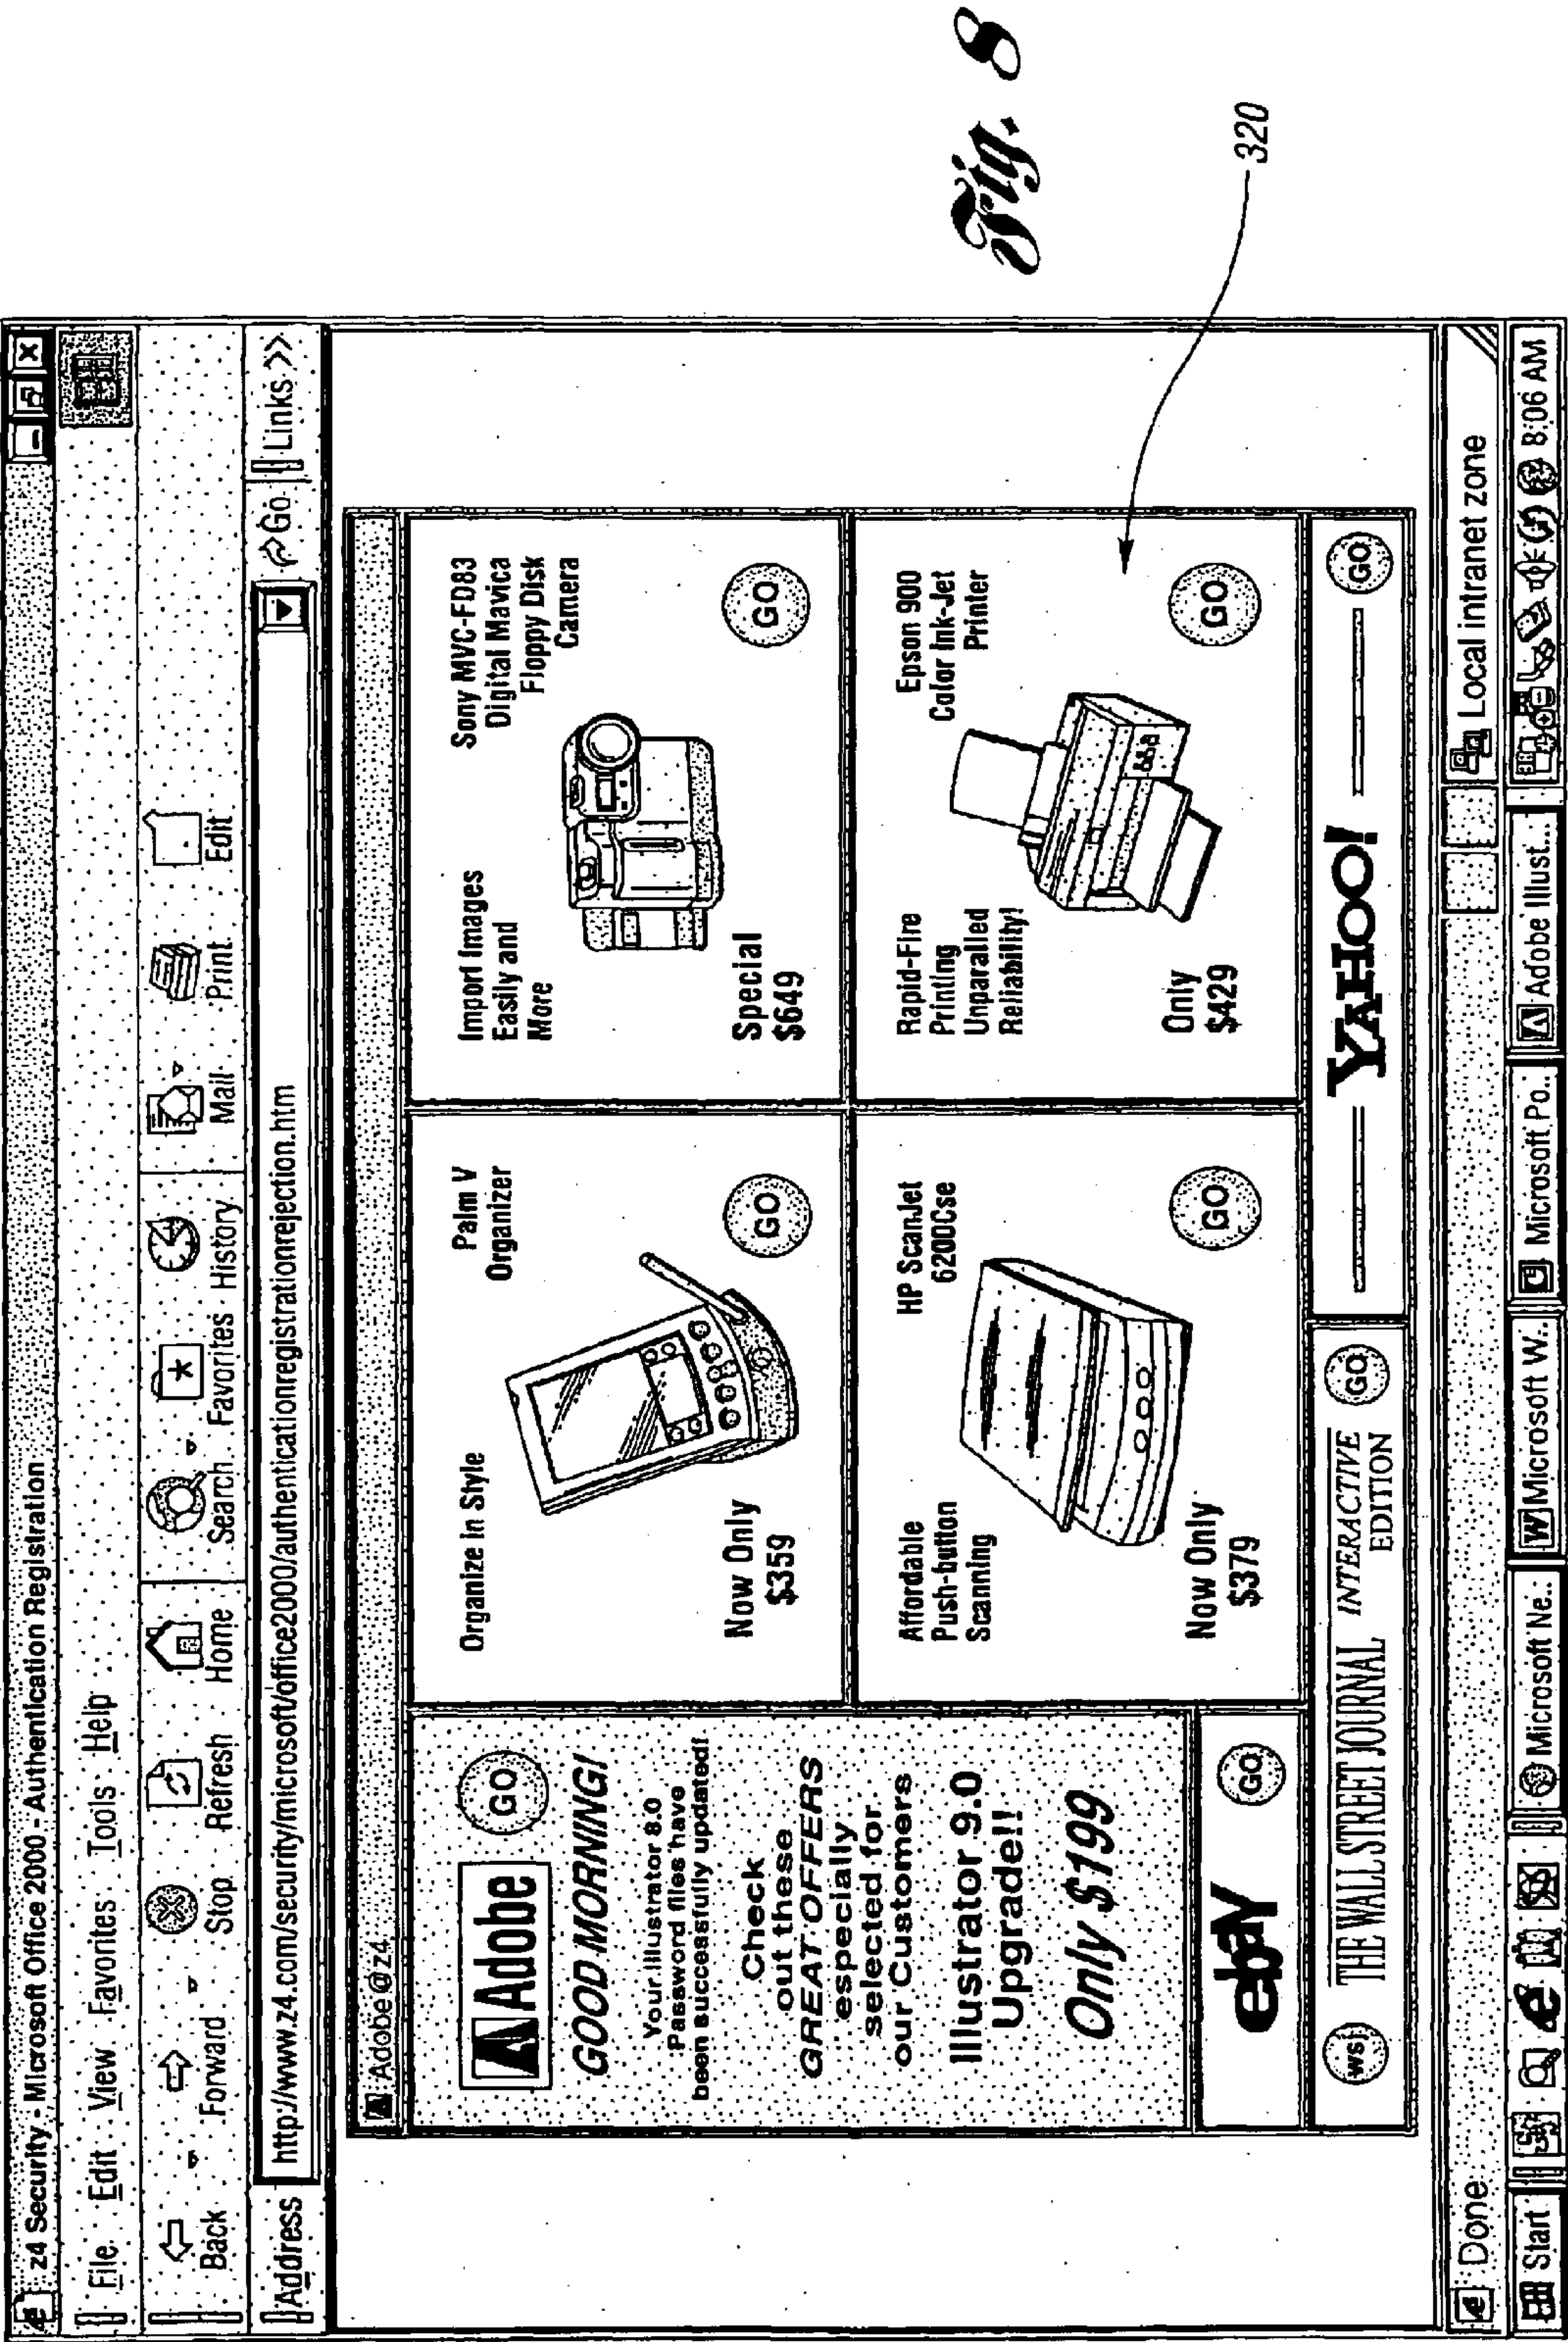 z4 Security - Microsoft Office 2000 - Authentication Registration
File Edit View Favorites Tools Help
Back Forward Stop Refresh Home Search Favorites History Mail Print Edit
Address http://www.z4.com/security/microsoft/office2000/authenticationregistrationrejection.htm Go Links >>
Adobe@z4
Adobe GO
GOOD MORNING!
Your Illustrator 8.0
Password files have
been successfully updated!
Check
out these
GREAT OFFERS
especially
selected for
our Customers
Illustrator 9.0
Upgrade!!
Only $199
ebay GO
Organize in Style
Palm V
Organizer
Now Only
$359
GO
Import Images
Easily and
More
Sony MVC-FD83
Digital Mavica
Floppy Disk
Camera
Special
$649
GO
Affordable
Push-button
Scanning
HP ScanJet
6200Cse
Now Only
$379
GO
Rapid-Fire
Printing
Unparalled
Reliability!
Epson 900
Color Ink-Jet
Printer
Only
$429
GO
wsj THE WALL STREET JOURNAL INTERACTIVE
EDITION
GO
YAHOO! GO
Done Local intranet zone
Start Microsoft Ne.: Microsoft W.. Microsoft Po.. Adobe Illust... 8:06 AM
Fig. 8
320